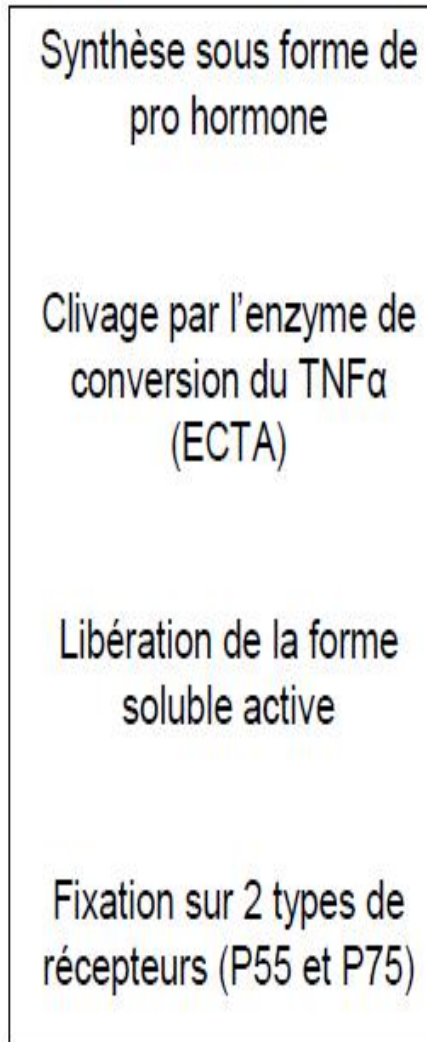 Synthèse sous forme de
pro hormone
Clivage par l'enzyme de
conversion du TNFα
(ECTA)
Libération de la forme
soluble active
Fixation sur 2 types de
récepteurs (P55 et P75)